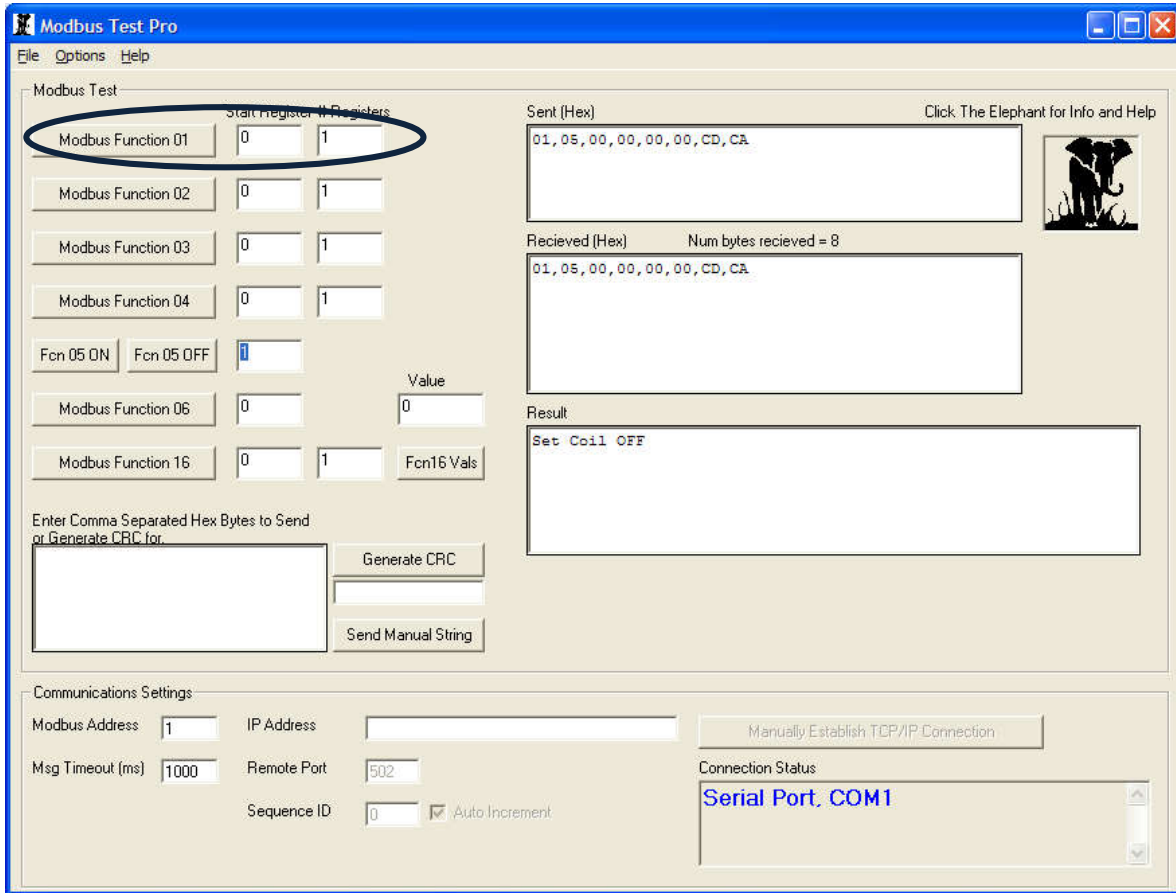 Modbus Test Pro
File Options Help
Modbus Test
Start Register # Registers
Modbus Function 01 0 1
Modbus Function 02 0 1
Modbus Function 03 0 1
Modbus Function 04 0 1
Fcn 05 ON Fcn 05 OFF 1
Value
Modbus Function 06 0 0
Modbus Function 16 0 1 Fcn16 Vals
Enter Comma Separated Hex Bytes to Send
or Generate CRC for.
Generate CRC
Send Manual String
Sent (Hex) Click The Elephant for Info and Help
01,05,00,00,00,00,CD,CA
Recieved (Hex) Num bytes recieved = 8
01,05,00,00,00,00,CD,CA
Result
Set Coil OFF
Communications Settings
Modbus Address 1 IP Address Manually Establish TCP/IP Connection
Msg Timeout (ms) 1000 Remote Port 502 Connection Status
Serial Port, COM1
Sequence ID 0 Auto Increment